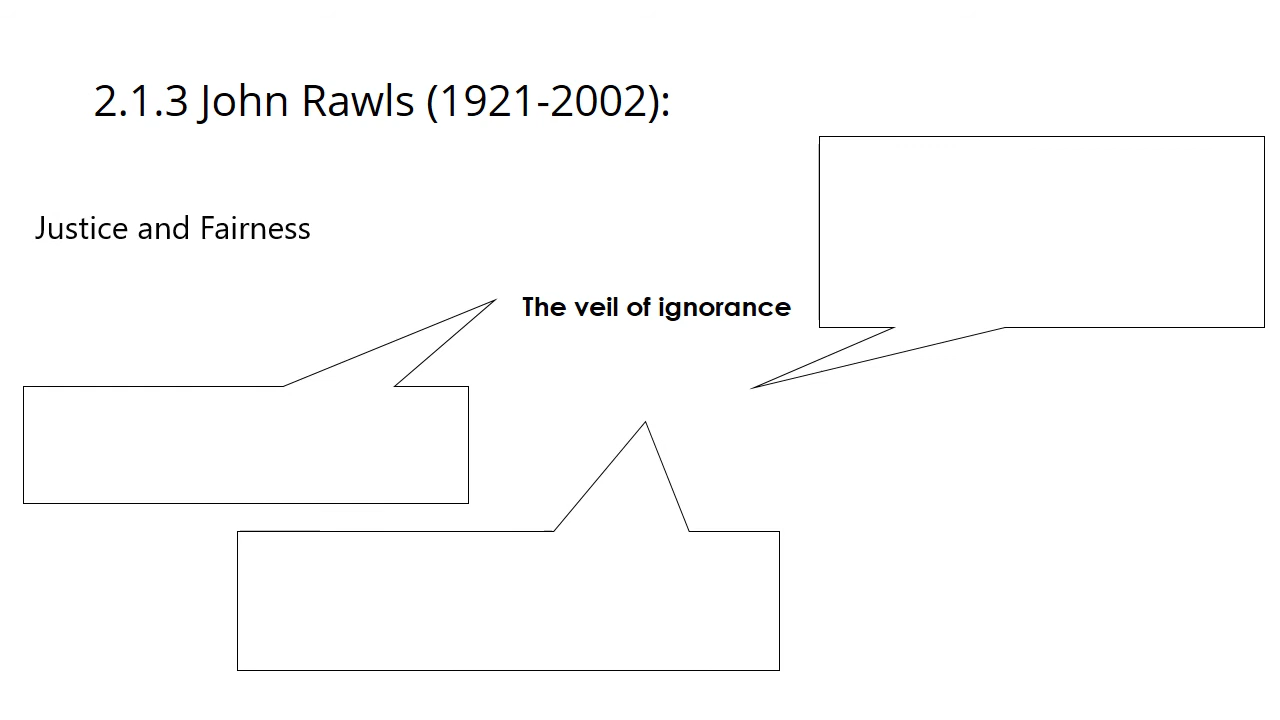 2.1.3 John Rawls (1921-2002):
Justice and Fairness
The veil of ignorance